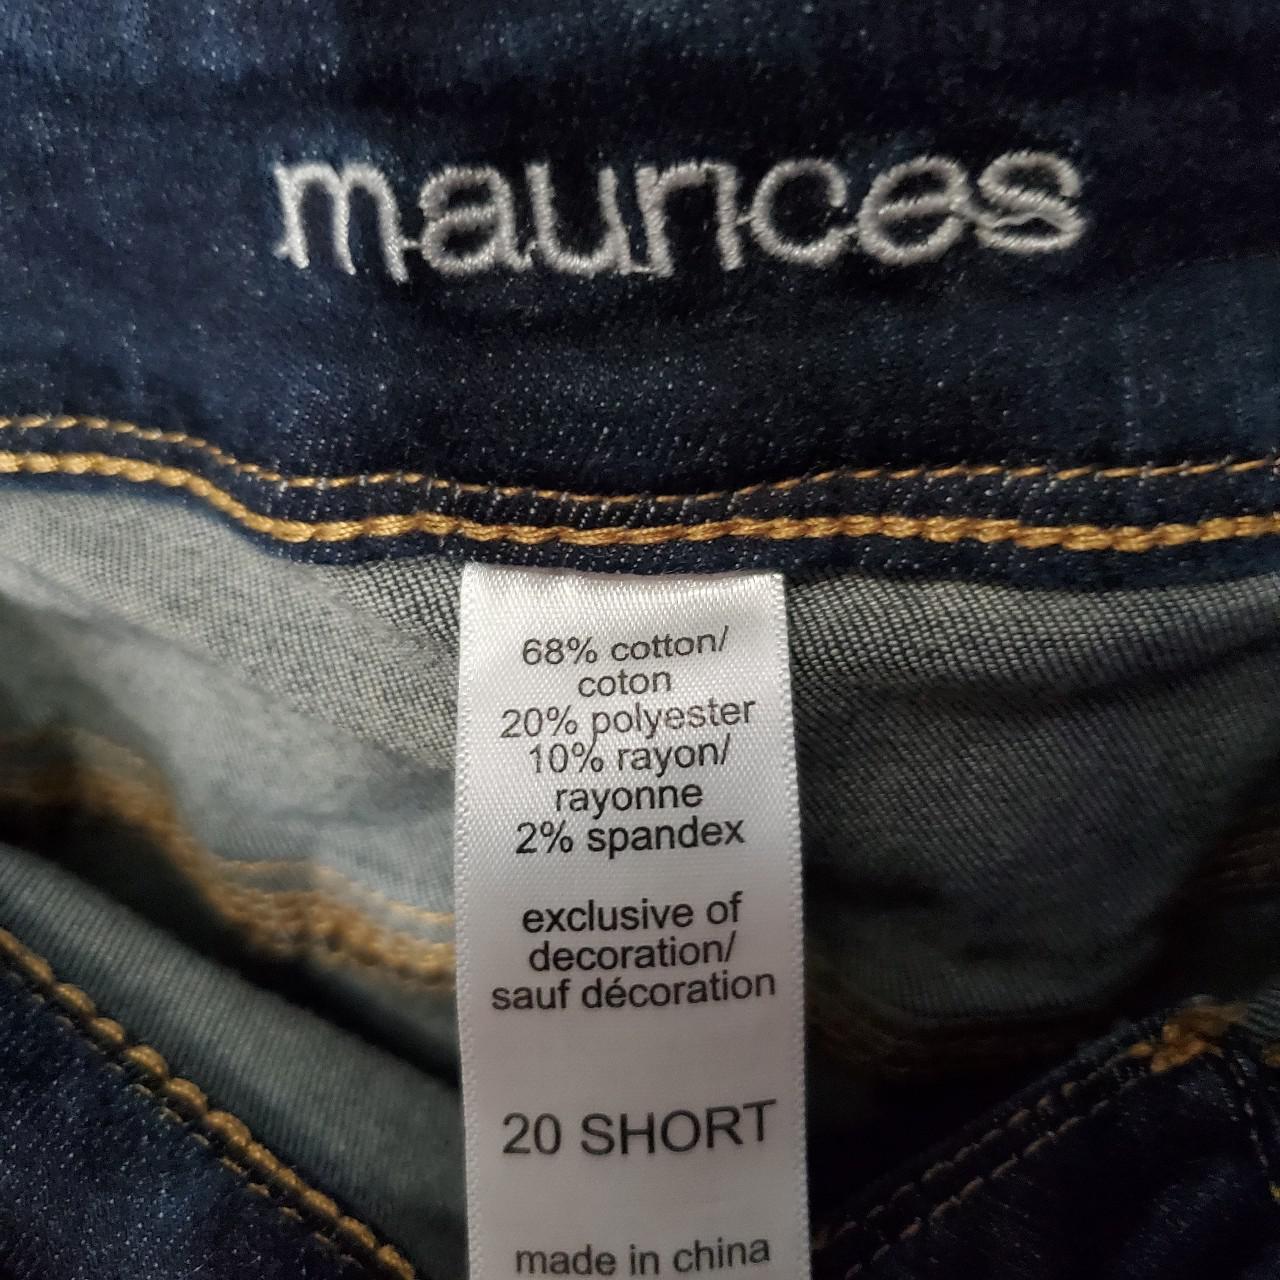 maurices
68% cotton/
coton
20% polyester
10% rayon/
rayonne
2% spandex
exclusive of
decoration/
sauf décoration
20 SHORT
made in china